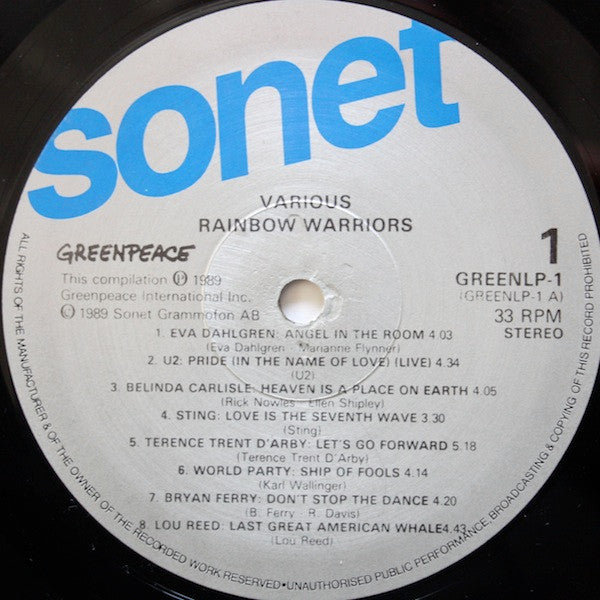 sonet
VARIOUS
RAINBOW WARRIORS
GREENPEACE
This compilation ℗ 1989
Greenpeace International Inc.
© 1989 Sonet Grammofon AB
1
GREENLP-1
(GREENLP-1 A)
33 RPM
STEREO
1. EVA DAHLGREN: ANGEL IN THE ROOM 4.03
(Eva Dahlgren - Marianne Flynner)
2. U2: PRIDE (IN THE NAME OF LOVE) (LIVE) 4.34
(U2)
3. BELINDA CARLISLE: HEAVEN IS A PLACE ON EARTH 4.05
(Rick Nowles - Ellen Shipley)
4. STING: LOVE IS THE SEVENTH WAVE 3.30
(Sting)
5. TERENCE TRENT D'ARBY: LET'S GO FORWARD 5.18
(Terence Trent D'Arby)
6. WORLD PARTY: SHIP OF FOOLS 4.14
(Karl Wallinger)
7. BRYAN FERRY: DON'T STOP THE DANCE 4.20
(B. Ferry - R. Davis)
8. LOU REED: LAST GREAT AMERICAN WHALE 4.43
(Lou Reed)
ALL RIGHTS OF THE MANUFACTURER & OF THE OWNER OF THE RECORDED WORK RESERVED•UNAUTHORISED PUBLIC PERFORMANCE, BROADCASTING & COPYING OF THIS RECORD PROHIBITED